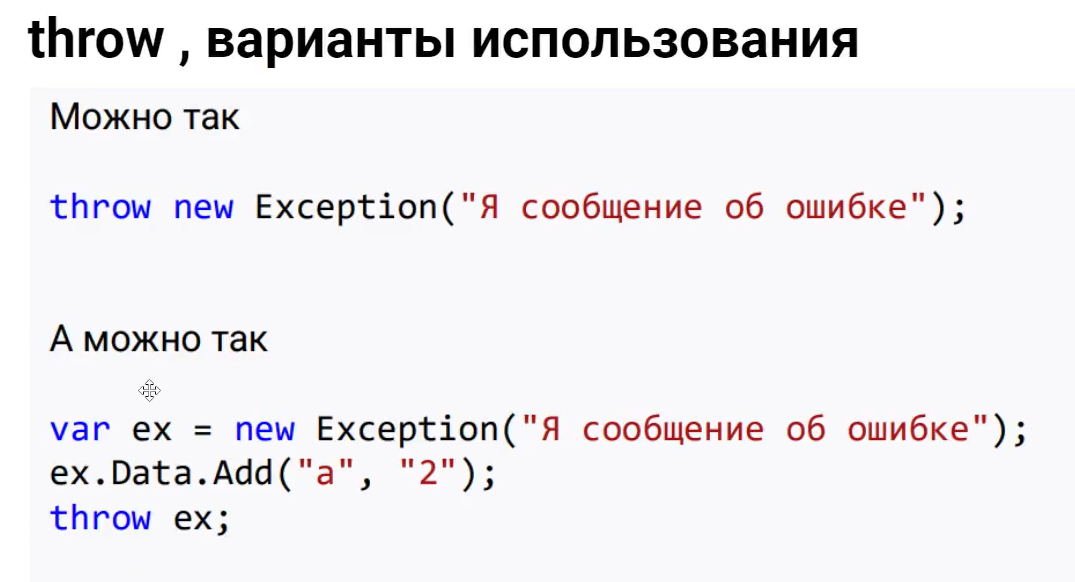 throw , варианты использования
Можно так
throw new Exception("Я сообщение об ошибке");
А можно так
var ex = new Exception("Я сообщение об ошибке");
ex.Data.Add("a", "2");
throw ex;